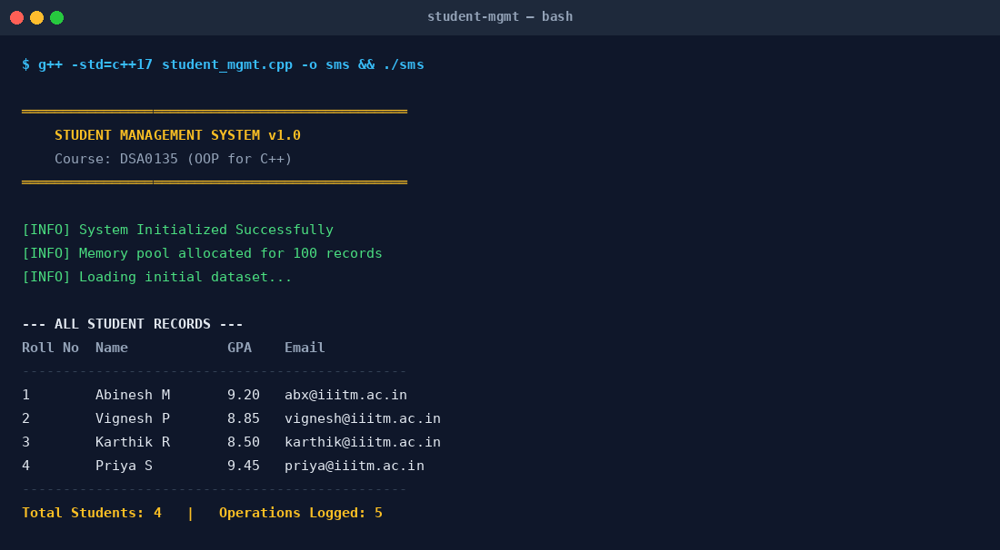 student-mgmt — bash
$ g++ -std=c++17 student_mgmt.cpp -o sms && ./sms
═══════════════════════════════════════════════
STUDENT MANAGEMENT SYSTEM v1.0
Course: DSA0135 (OOP for C++)
═══════════════════════════════════════════════
[INFO] System Initialized Successfully
[INFO] Memory pool allocated for 100 records
[INFO] Loading initial dataset...
--- ALL STUDENT RECORDS ---
Roll No  Name            GPA    Email
-----------------------------------------------
1        Abinesh M       9.20   abx@iiitm.ac.in
2        Vignesh P       8.85   vignesh@iiitm.ac.in
3        Karthik R       8.50   karthik@iiitm.ac.in
4        Priya S         9.45   priya@iiitm.ac.in
-----------------------------------------------
Total Students: 4   |   Operations Logged: 5